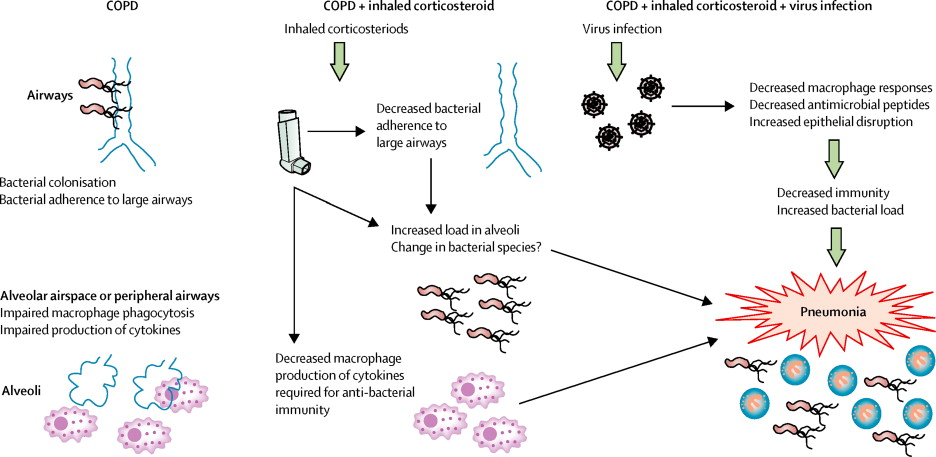 COPD
Airways
Bacterial colonisation
Bacterial adherence to large airways
Alveolar airspace or peripheral airways
Impaired macrophage phagocytosis
Impaired production of cytokines
Alveoli
COPD + inhaled corticosteroid
Inhaled corticosteriods
Decreased bacterial
adherence to
large airways
Increased load in alveoli
Change in bacterial species?
Decreased macrophage
production of cytokines
required for anti-bacterial
immunity
COPD + inhaled corticosteroid + virus infection
Virus infection
Decreased macrophage responses
Decreased antimicrobial peptides
Increased epithelial disruption
Decreased immunity
Increased bacterial load
Pneumonia